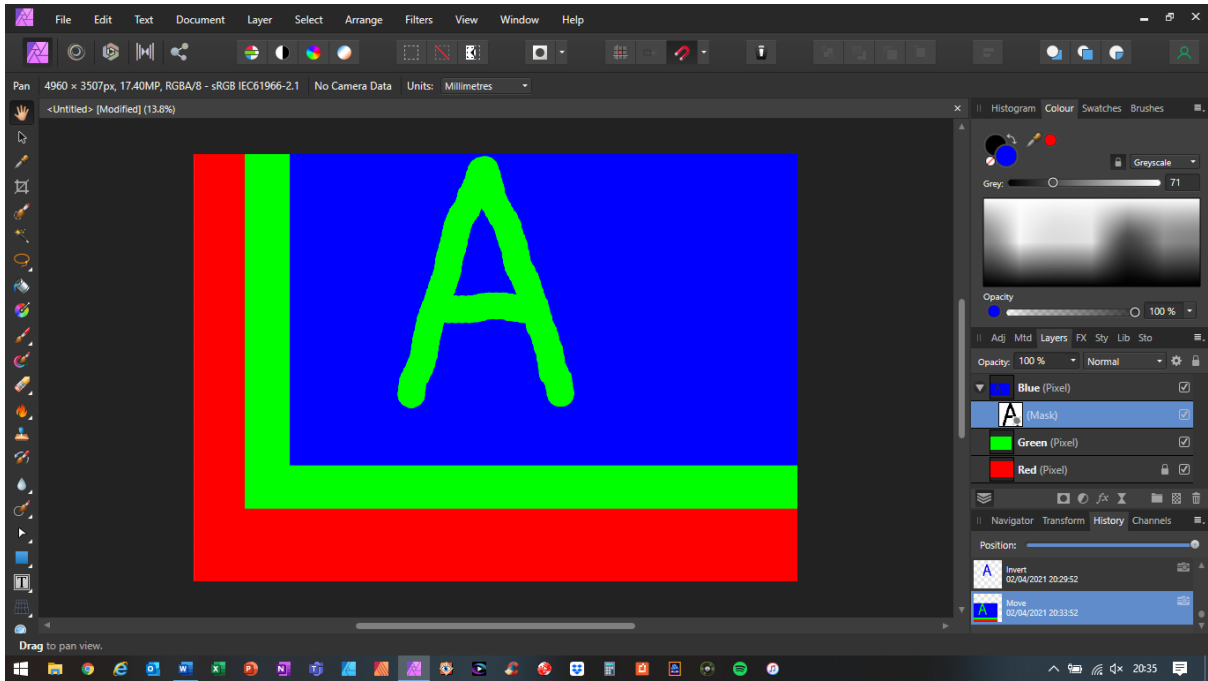 File Edit Text Document Layer Select Arrange Filters View Window Help
Pan 4960 × 3507px, 17.40MP, RGBA/8 - sRGB IEC61966-2.1 No Camera Data Units: Millimetres
<Untitled> [Modified] (13.8%)
Histogram Colour Swatches Brushes
Greyscale
Grey: 71
Opacity
100 %
A
Adj Mtd Layers FX Sty Lib Sto
Opacity: 100 % Normal
Blue (Pixel)
A (Mask)
Green (Pixel)
Red (Pixel)
fx
Navigator Transform History Channels
Position:
A Invert
02/04/2021 20:29:52
A Move
02/04/2021 20:33:52
T
Drag to pan view.
20:35